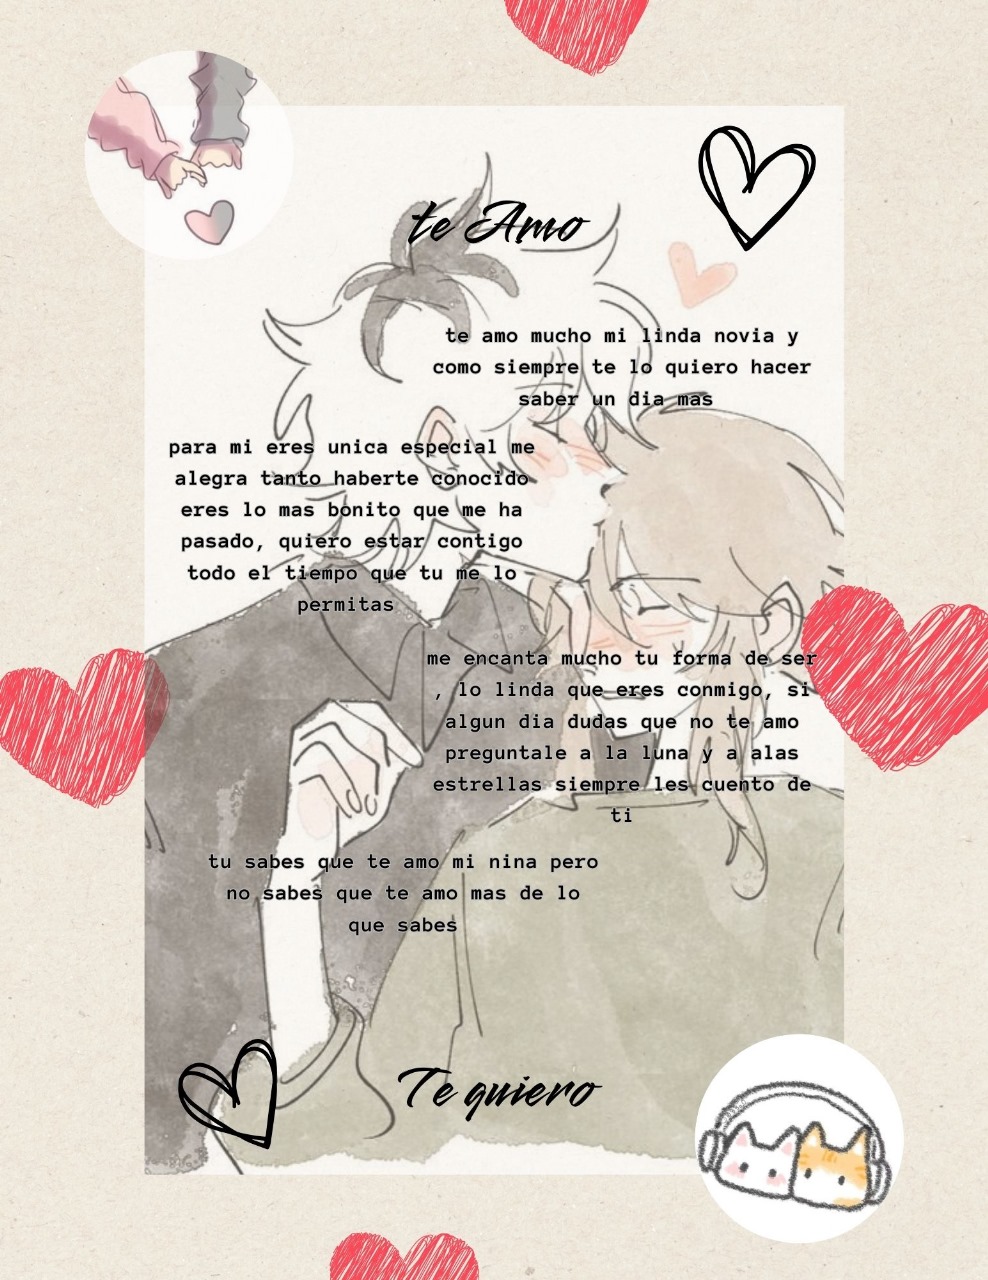 te Amo
te amo mucho mi linda novia y
como siempre te lo quiero hacer
saber un dia mas
para mi eres unica especial me
alegra tanto haberte conocido
eres lo mas bonito que me ha
pasado, quiero estar contigo
todo el tiempo que tu me lo
permitas
me encanta mucho tu forma de ser
, lo linda que eres conmigo, si
algun dia dudas que no te amo
preguntale a la luna y a alas
estrellas siempre les cuento de
ti
tu sabes que te amo mi nina pero
no sabes que te amo mas de lo
que sabes
Te quiero